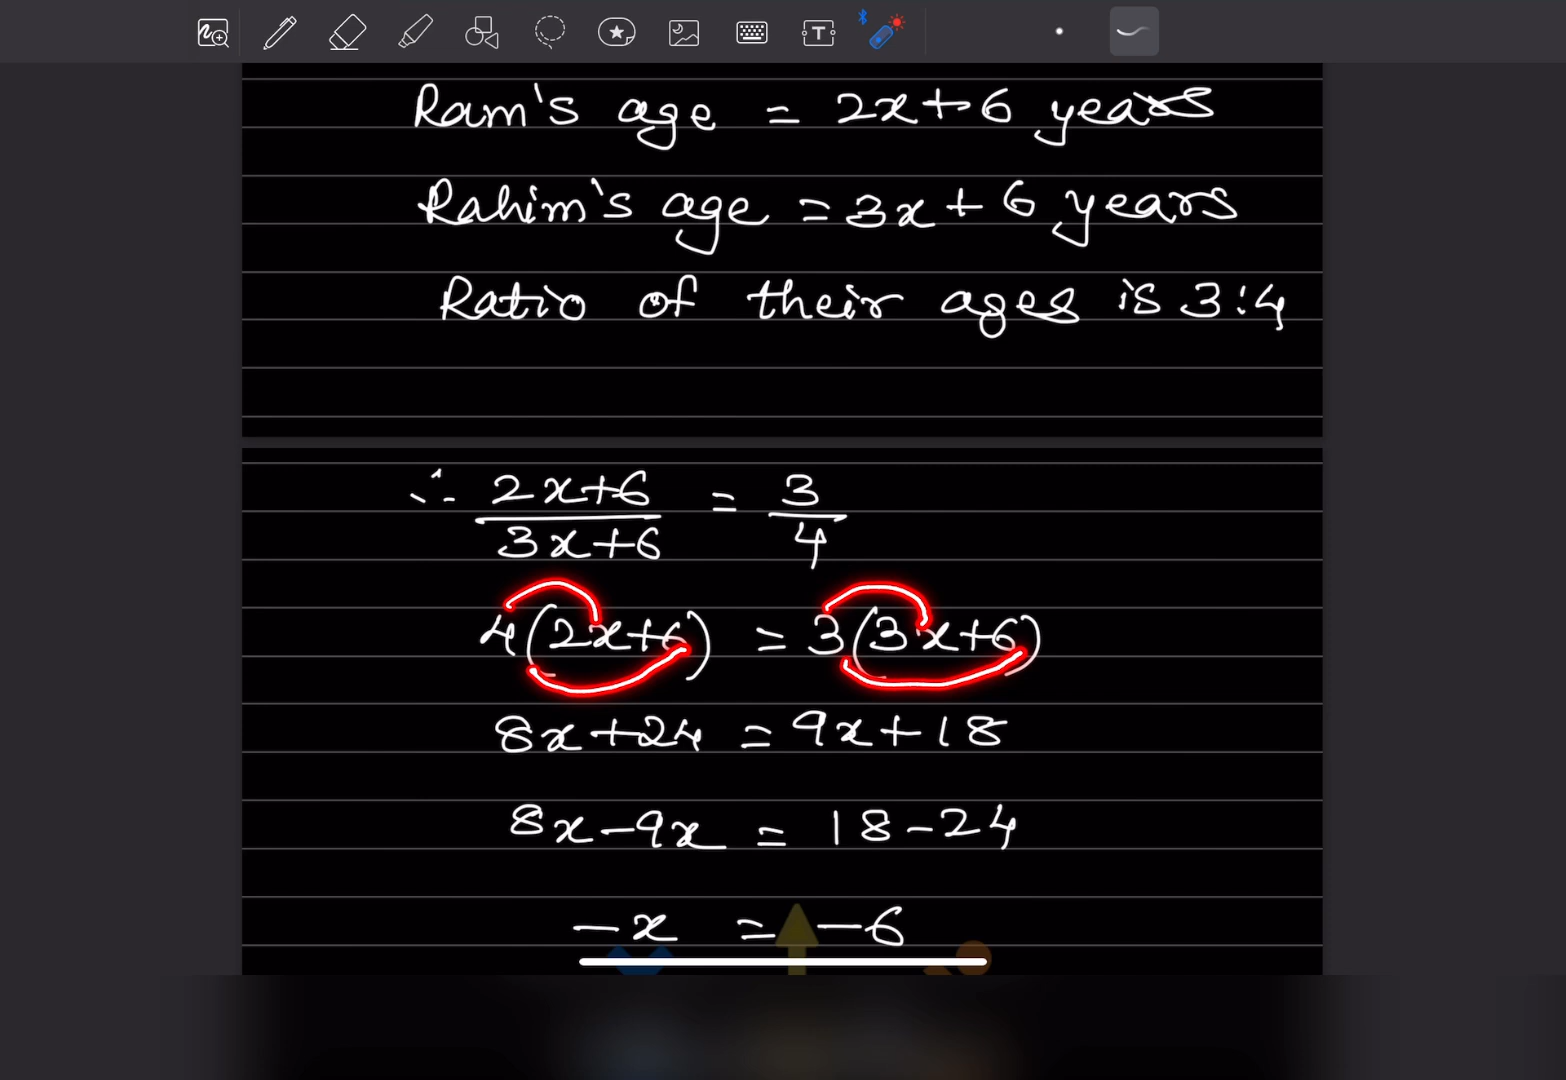 Ram's age = 2x+6 years
Rahim's age = 3x+6 years
Ratio of their ages is 3:4
∴ 2x+6/3x+6 = 3/4
4(2x+6) = 3(3x+6)
8x+24 = 9x+18
8x-9x = 18-24
-x = -6